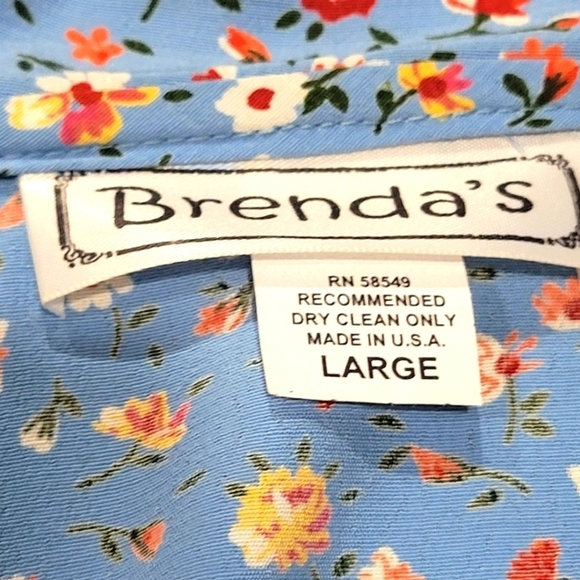 Brenda's
RN 58549
RECOMMENDED
DRY CLEAN ONLY
MADE IN U.S.A.
LARGE